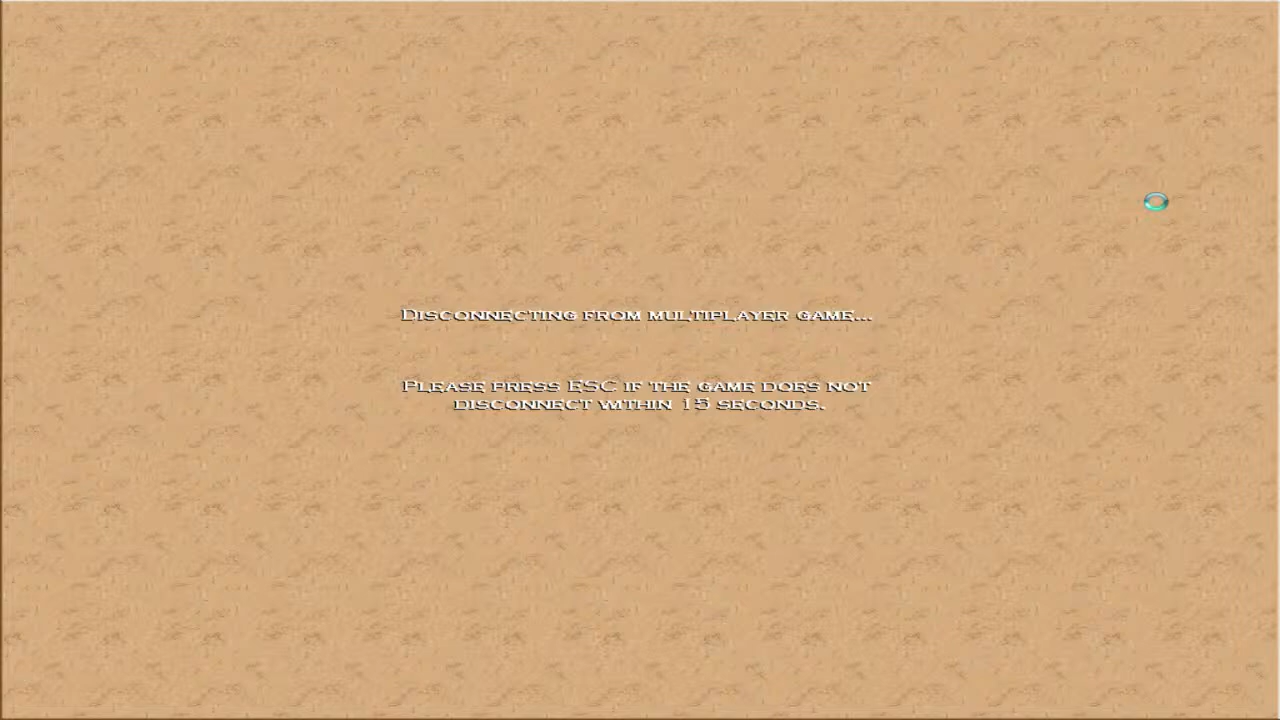 Disconnecting from multiplayer game...
Please press ESC if the game does not
disconnect within 15 seconds.